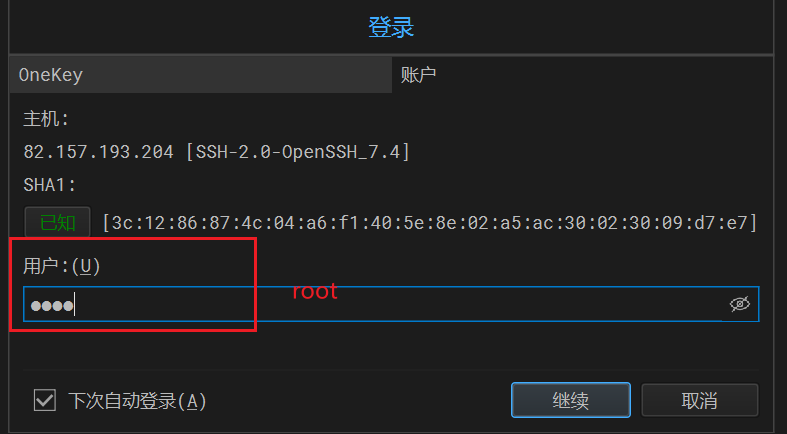 登录
OneKey 账户
主机:
82.157.193.204 [SSH-2.0-OpenSSH_7.4]
SHA1:
已知 [3c:12:86:87:4c:04:a6:f1:40:5e:8e:02:a5:ac:30:02:30:09:d7:e7]
用户:(U)
●●●●
root
下次自动登录(A) 继续 取消